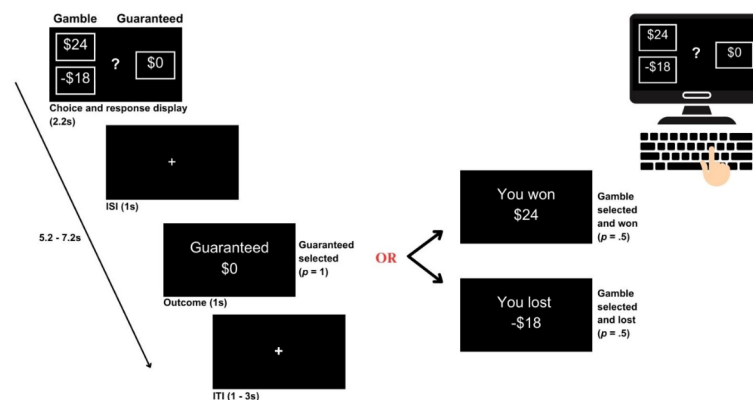 Gamble Guaranteed
$24
-$18
?
$0
Choice and response display
(2.2s)
+
ISI (1s)
5.2 - 7.2s
Guaranteed
$0
Guaranteed
selected
(p = 1)
Outcome (1s)
+
ITI (1 - 3s)
OR
You won
$24
Gamble
selected
and won
(p = .5)
You lost
-$18
Gamble
selected
and lost
(p = .5)
$24
-$18
?
$0